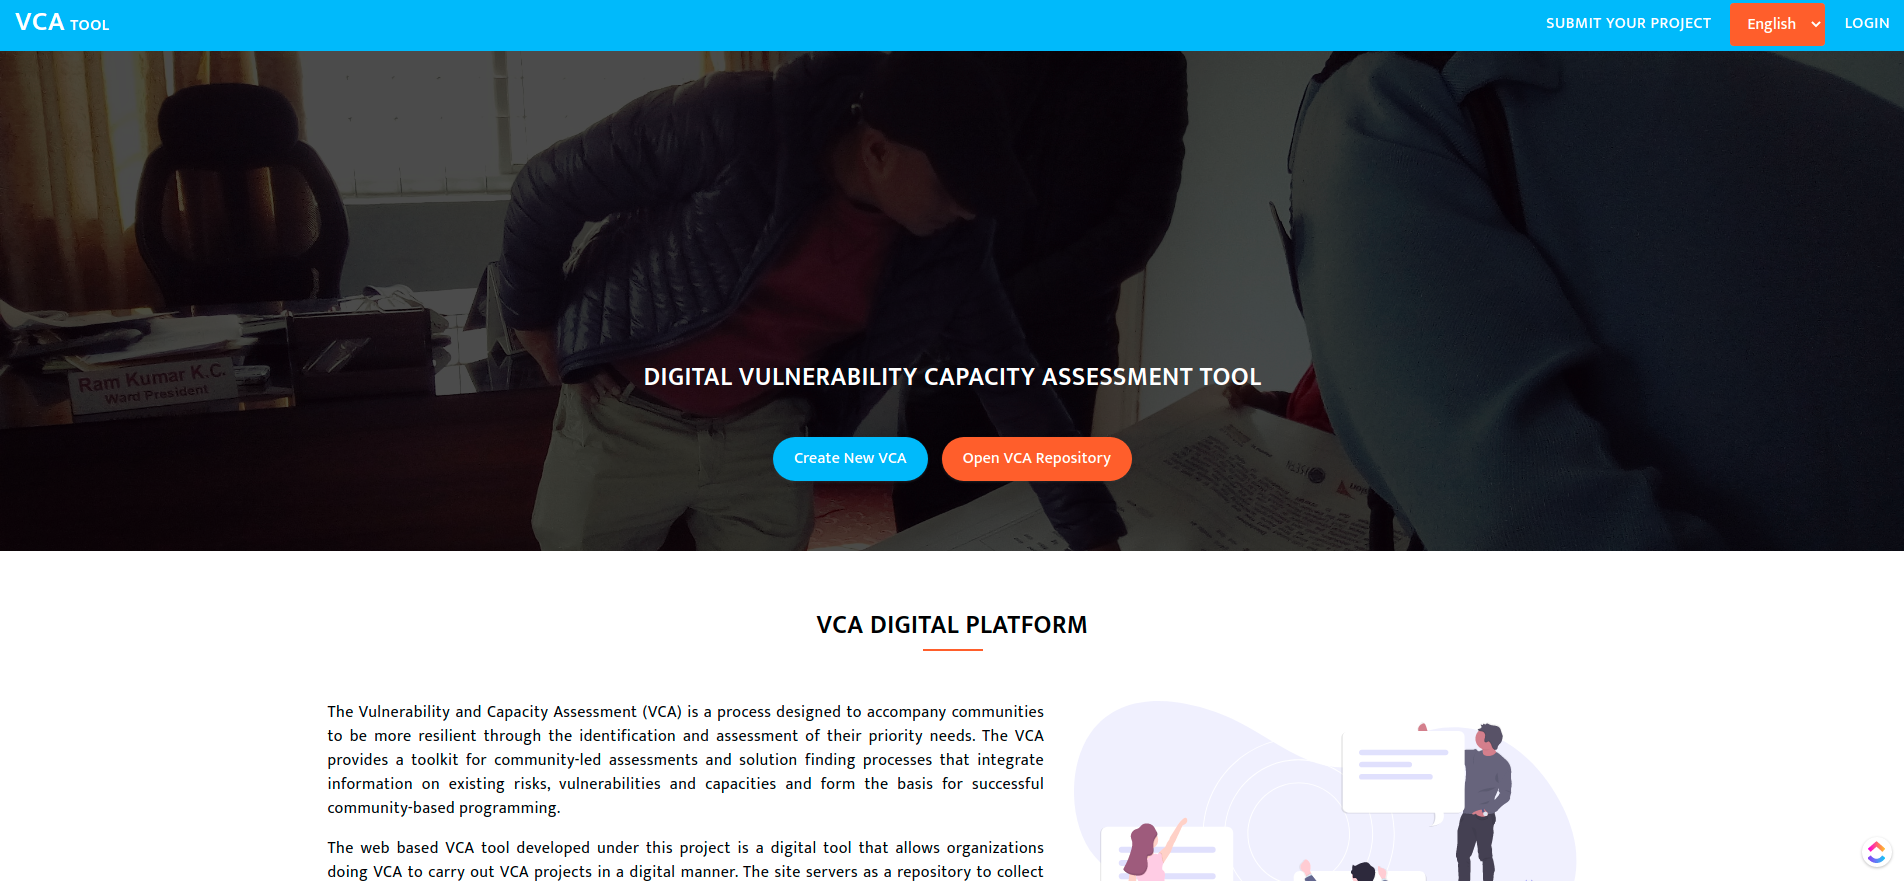 VCA TOOL
SUBMIT YOUR PROJECT
English
LOGIN
Ram Kumar K.C.
Ward President
DIGITAL VULNERABILITY CAPACITY ASSESSMENT TOOL
Create New VCA
Open VCA Repository
VCA DIGITAL PLATFORM
The Vulnerability and Capacity Assessment (VCA) is a process designed to accompany communities
to be more resilient through the identification and assessment of their priority needs. The VCA
provides a toolkit for community-led assessments and solution finding processes that integrate
information on existing risks, vulnerabilities and capacities and form the basis for successful
community-based programming.
The web based VCA tool developed under this project is a digital tool that allows organizations
doing VCA to carry out VCA projects in a digital manner. The site servers as a repository to collect